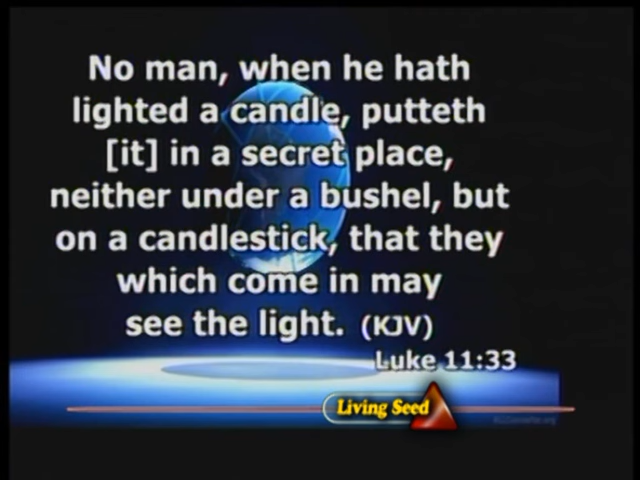 No man, when he hath
lighted a candle, putteth
[it] in a secret place,
neither under a bushel, but
on a candlestick, that they
which come in may
see the light. (KJV)
Luke 11:33
Living Seed